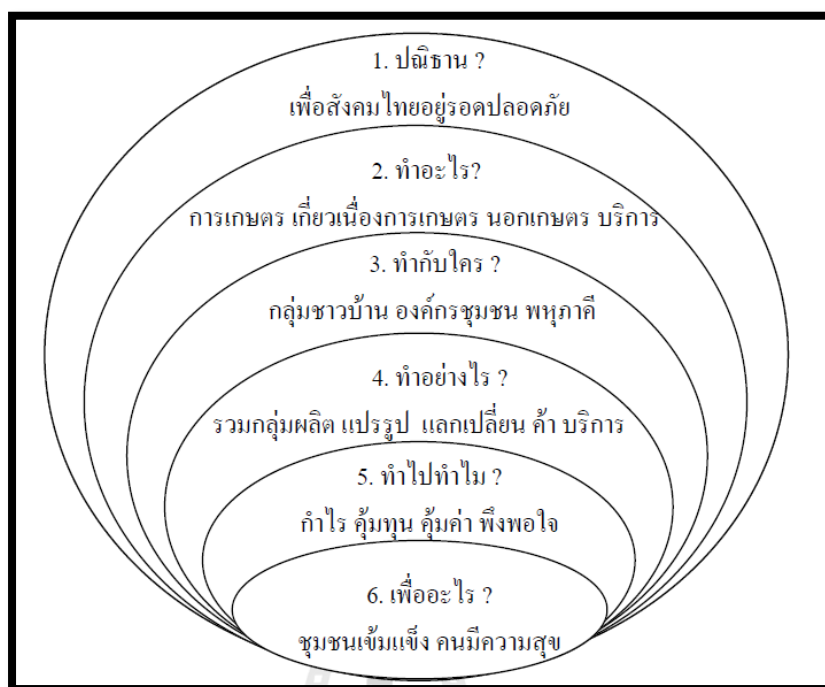 1. ปณิธาน ?
เพื่อสังคมไทยอยู่รอดปลอดภัย
2. ทำอะไร?
การเกษตร เกี่ยวเนื่องการเกษตร นอกเกษตร บริการ
3. ทำกับใคร ?
กลุ่มชาวบ้าน องค์กรชุมชน พหุภาคี
4. ทำอย่างไร ?
รวมกลุ่มผลิต แปรรูป แลกเปลี่ยน ค้า บริการ
5. ทำไปทำไม ?
กำไร คุ้มทุน คุ้มค่า พึงพอใจ
6. เพื่ออะไร ?
ชุมชนเข้มแข็ง คนมีความสุข